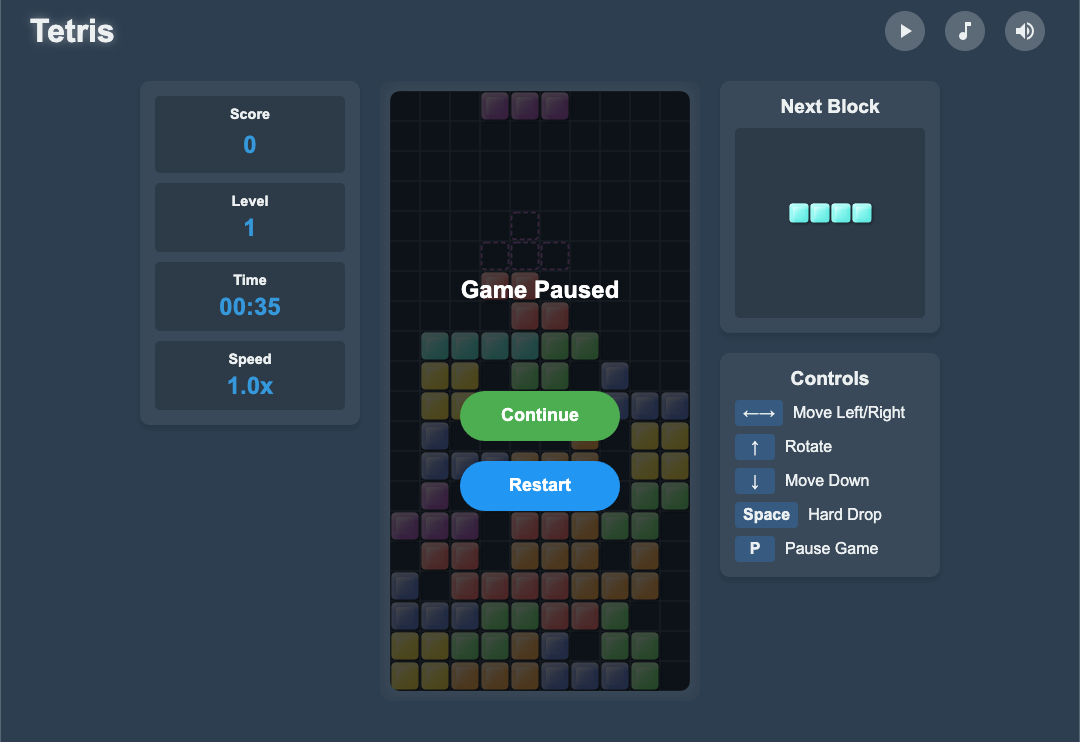 Tetris
Score
0
Level
1
Time
00:35
Speed
1.0x
Game Paused
Continue
Restart
Next Block
Controls
←→ Move Left/Right
↑ Rotate
↓ Move Down
Space Hard Drop
P Pause Game